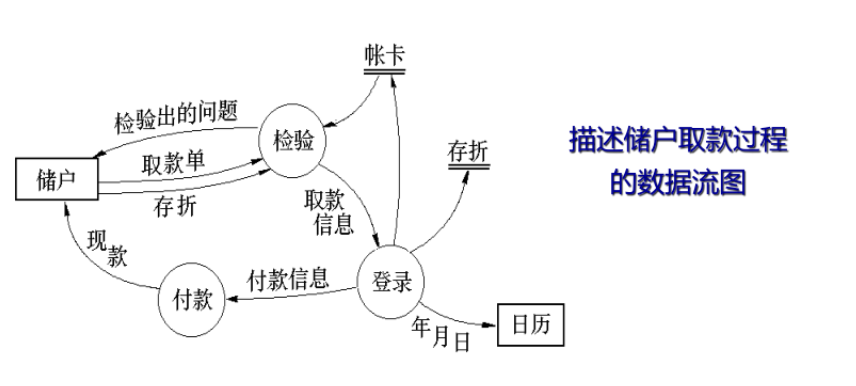 帐卡
检验出的问题
检验
储户
取款单
存折
取款
信息
存折
现
款
付款
付款信息
登录
年月日
日历
描述储户取款过程
的数据流图